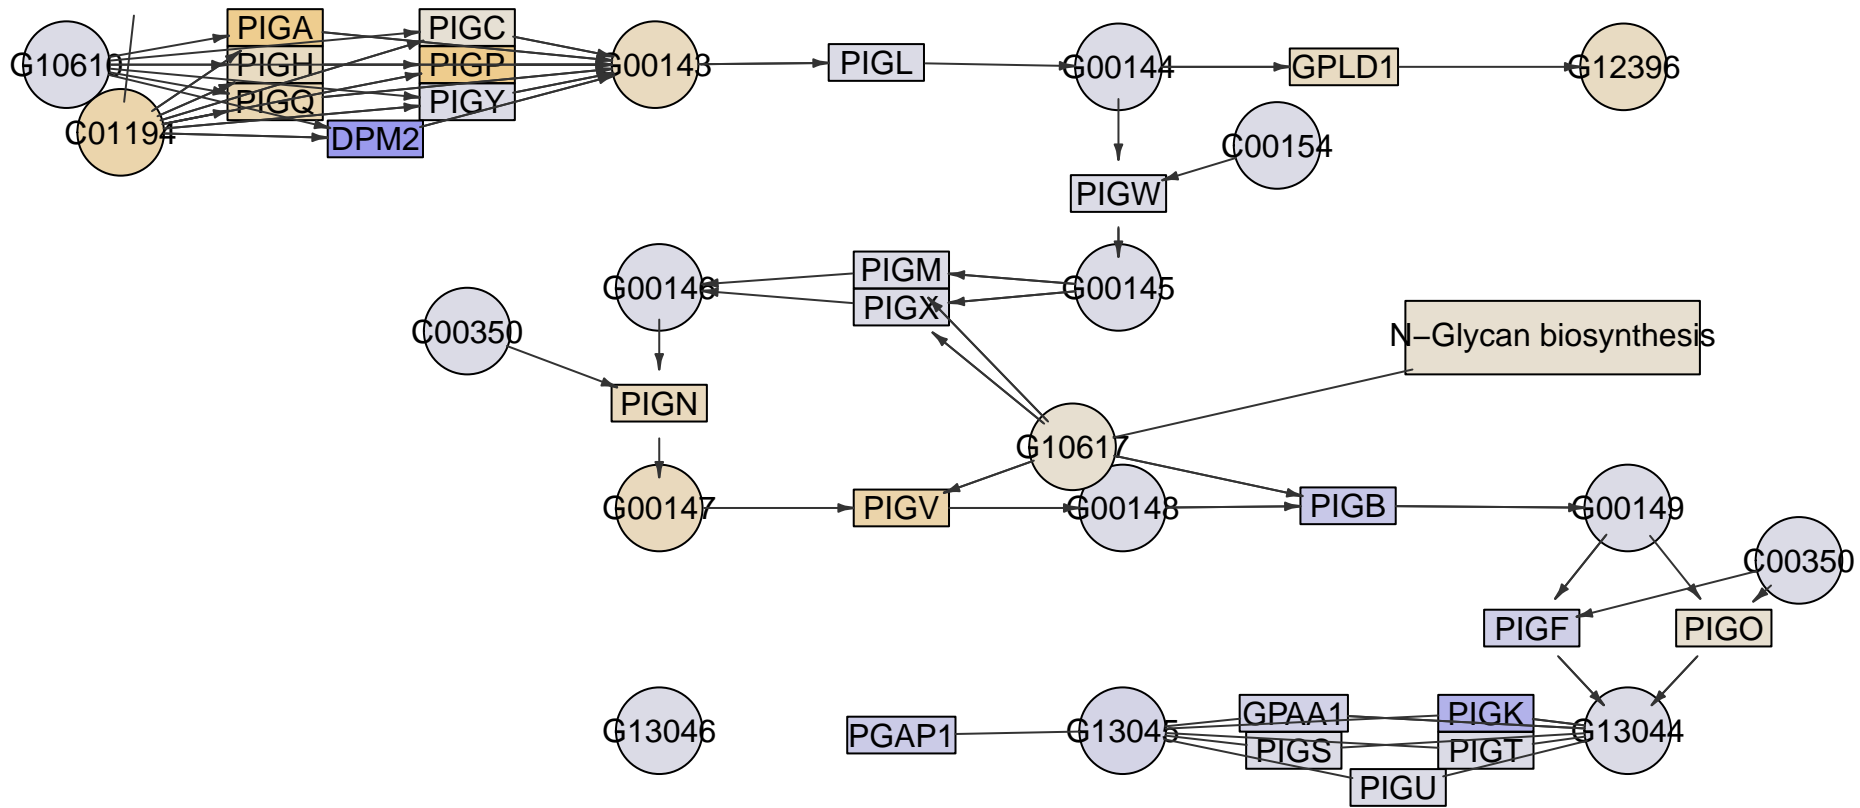 PIGA
PIGC
G10610
PIGH
PIGP
G00143
PIGL
G00144
GPLD1
G12396
PIGQ
PIGY
C01194
DPM2
C00154
PIGW
PIGM
G00146
G00145
PIGX
C00350
N–Glycan biosynthesis
PIGN
G10617
G00147
PIGV
G00148
PIGB
G00149
C00350
PIGF
PIGO
GPAA1
PIGK
G13046
PGAP1
G13045
G13044
PIGS
PIGT
PIGU